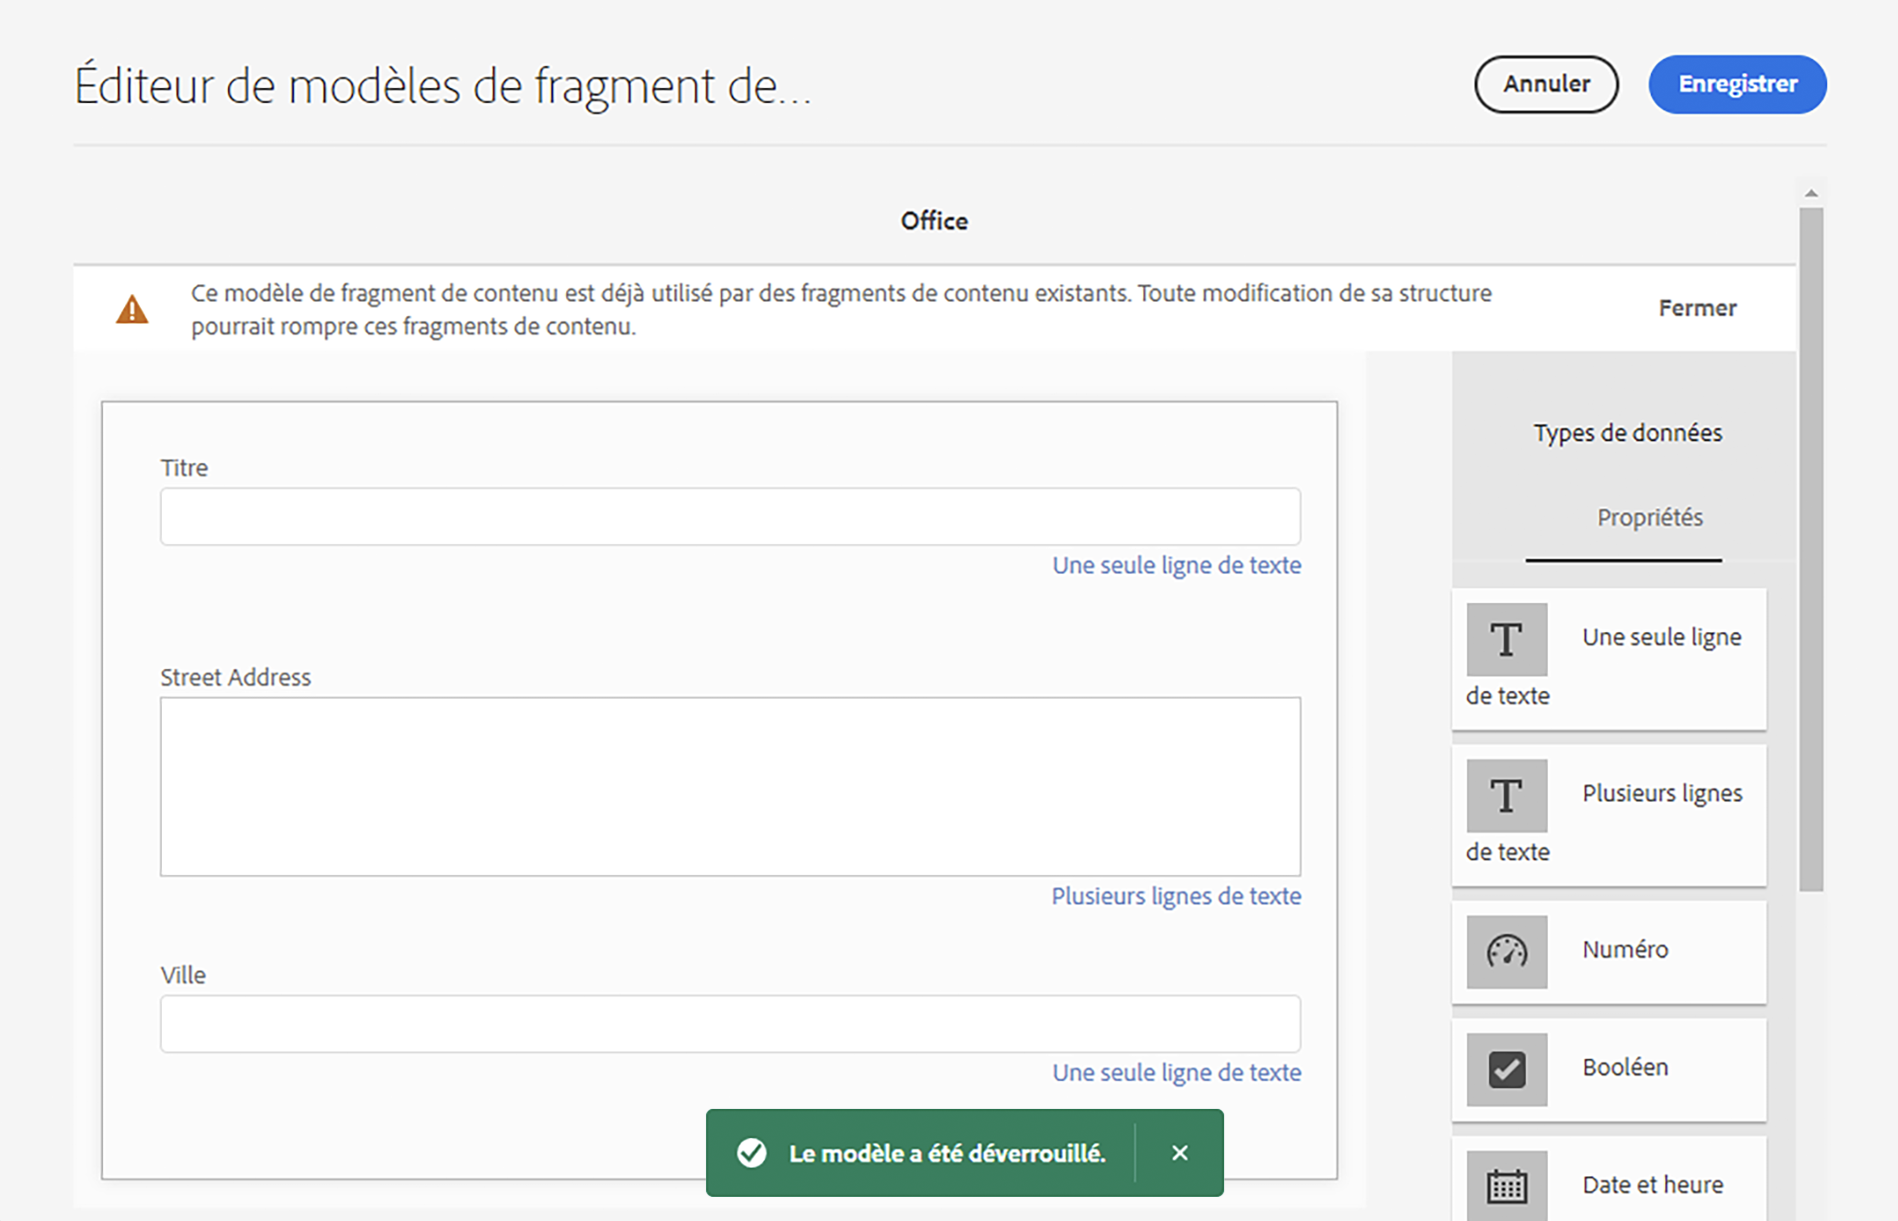 Éditeur de modèles de fragment de...
Annuler
Enregistrer
Office
Ce modèle de fragment de contenu est déjà utilisé par des fragments de contenu existants. Toute modification de sa structure
pourrait rompre ces fragments de contenu.
Fermer
Titre
Une seule ligne de texte
Street Address
Plusieurs lignes de texte
Ville
Une seule ligne de texte
Le modèle a été déverrouillé.
Types de données
Propriétés
Une seule ligne
de texte
Plusieurs lignes
de texte
Numéro
Booléen
Date et heure